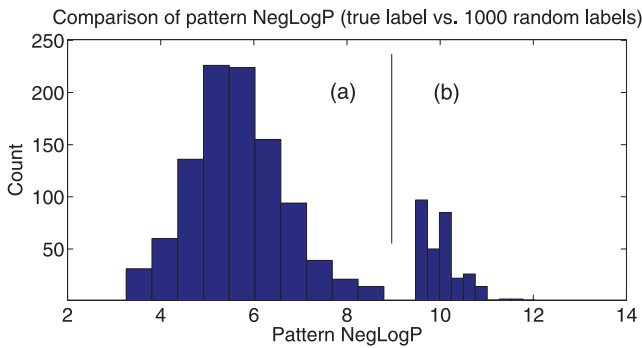 Comparison of pattern NegLogP (true label vs. 1000 random labels)
250
200
150
100
50
Count
(a)
(b)
2
4
6
8
10
12
14
Pattern NegLogP